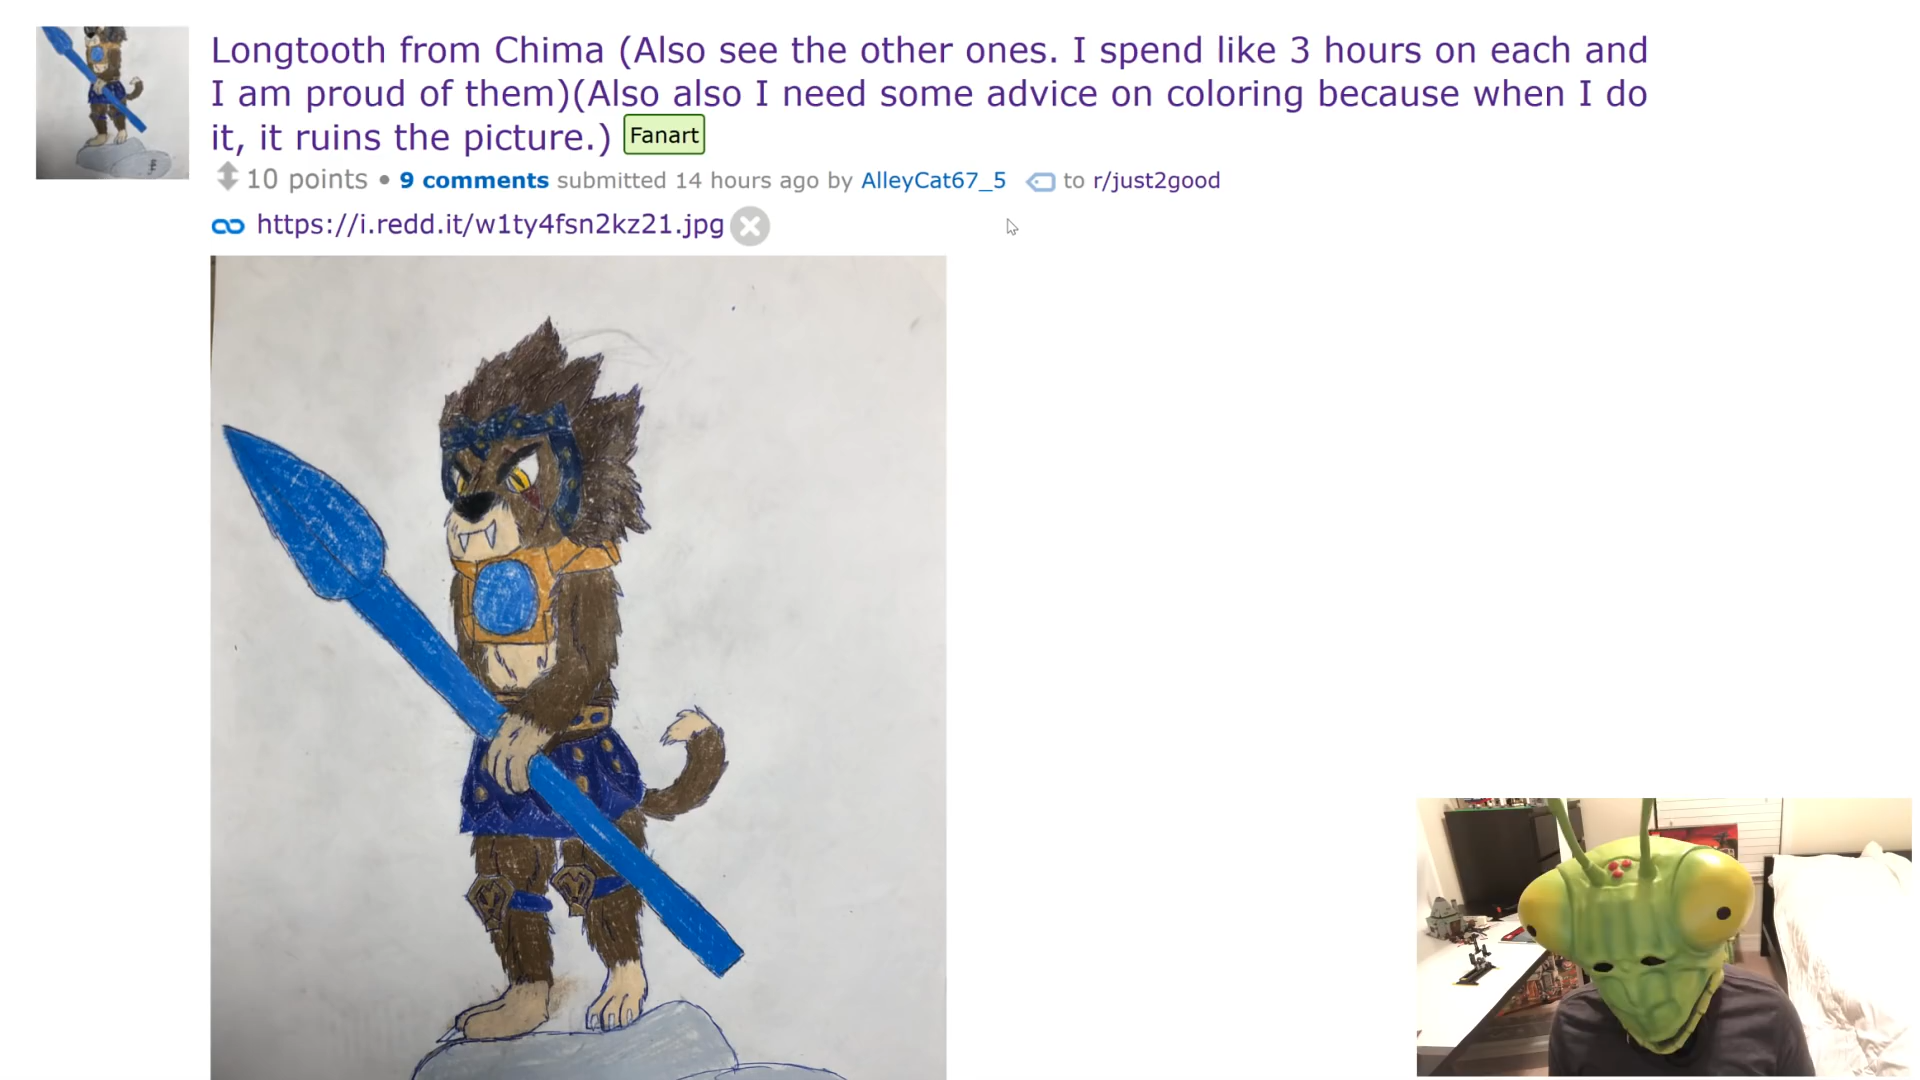 Longtooth from Chima (Also see the other ones. I spend like 3 hours on each and
I am proud of them)(Also also I need some advice on coloring because when I do
it, it ruins the picture.) Fanart
10 points • 9 comments submitted 14 hours ago by AlleyCat67_5 to r/just2good
https://i.redd.it/w1ty4fsn2kz21.jpg